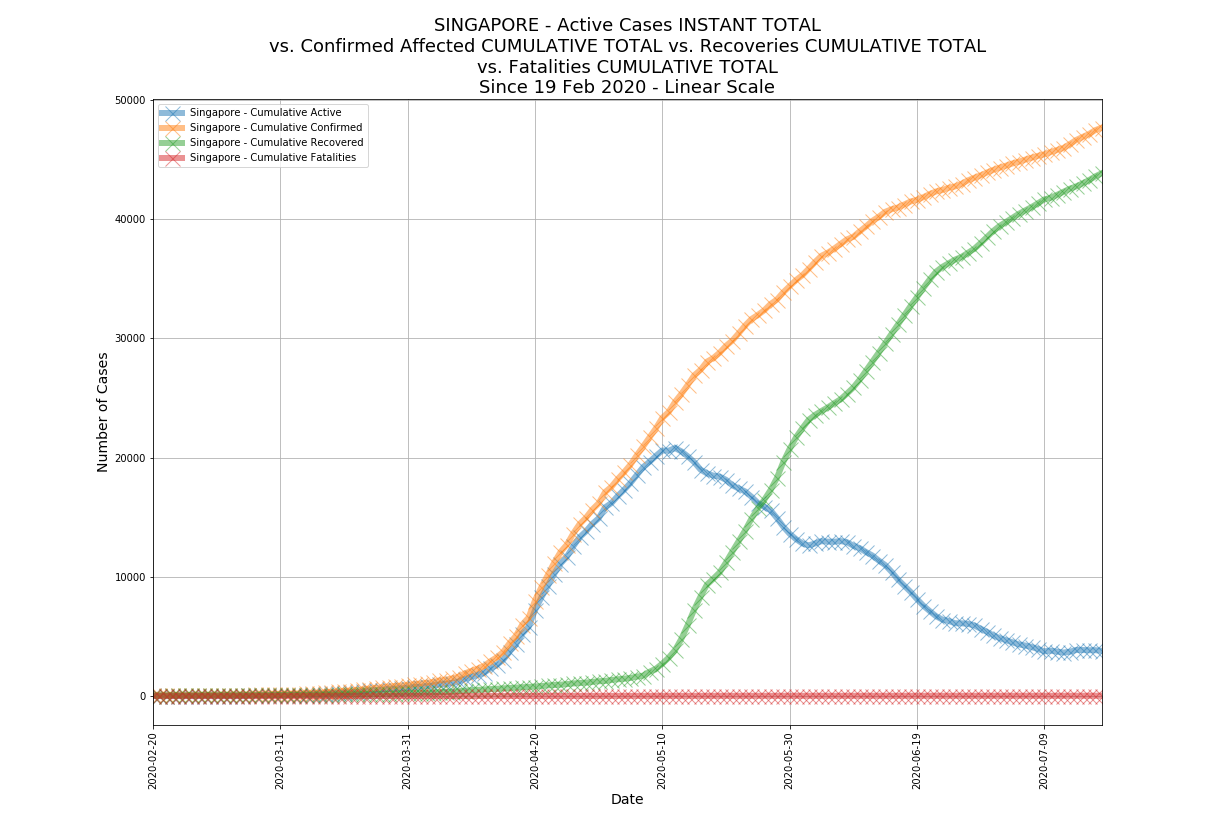 SINGAPORE - Active Cases INSTANT TOTAL
vs. Confirmed Affected CUMULATIVE TOTAL vs. Recoveries CUMULATIVE TOTAL
vs. Fatalities CUMULATIVE TOTAL
Since 19 Feb 2020 - Linear Scale
Singapore - Cumulative Active
Singapore - Cumulative Confirmed
Singapore - Cumulative Recovered
Singapore - Cumulative Fatalities
Number of Cases
50000
40000
30000
20000
10000
0
2020-02-20
2020-03-11
2020-03-31
2020-04-20
2020-05-10
2020-05-30
2020-06-19
2020-07-09
Date